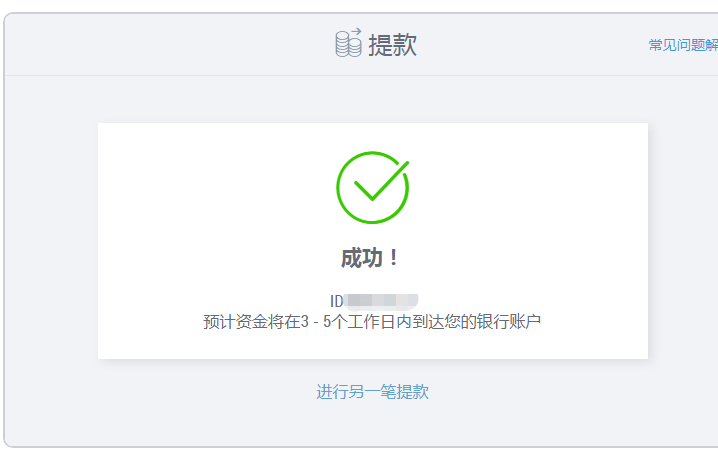 提款
常见问题解
成功！
ID
预计资金将在3 - 5个工作日内到达您的银行账户
进行另一笔提款